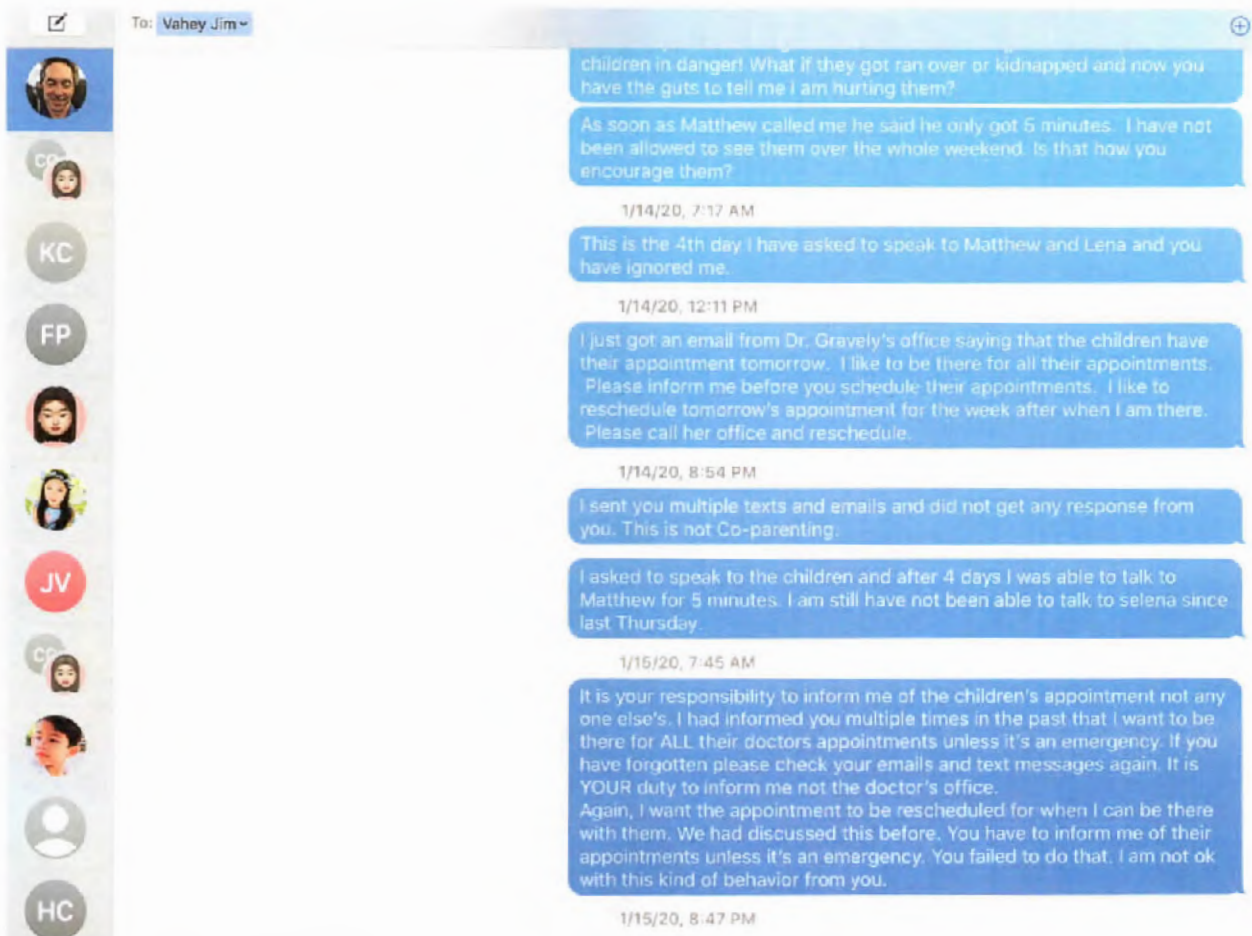 To: Vahey Jim
children in danger! What if they got ran over or kidnapped and now you
have the guts to tell me i am hurting them?
As soon as Matthew called me he said he only got 5 minutes. I have not
been allowed to see them over the whole weekend. Is that how you
encourage them?
1/14/20, 7:17 AM
This is the 4th day I have asked to speak to Matthew and Lena and you
have ignored me.
1/14/20, 12:11 PM
I just got an email from Dr. Gravely's office saying that the children have
their appointment tomorrow. I like to be there for all their appointments.
Please inform me before you schedule their appointments. I like to
reschedule tomorrow's appointment for the week after when I am there.
Please call her office and reschedule.
1/14/20, 8:54 PM
I sent you multiple texts and emails and did not get any response from
you. This is not Co-parenting.
I asked to speak to the children and after 4 days I was able to talk to
Matthew for 5 minutes. I am still have not been able to talk to selena since
last Thursday.
1/15/20, 7:45 AM
It is your responsibility to inform me of the children's appointment not any
one else's. I had informed you multiple times in the past that I want to be
there for ALL their doctors appointments unless it's an emergency. If you
have forgotten please check your emails and text messages again. It is
YOUR duty to inform me not the doctor's office.
Again, I want the appointment to be rescheduled for when I can be there
with them. We had discussed this before. You have to inform me of their
appointments unless it's an emergency. You failed to do that. I am not ok
with this kind of behavior from you.
1/15/20, 8:47 PM
KC
FP
JV
HC